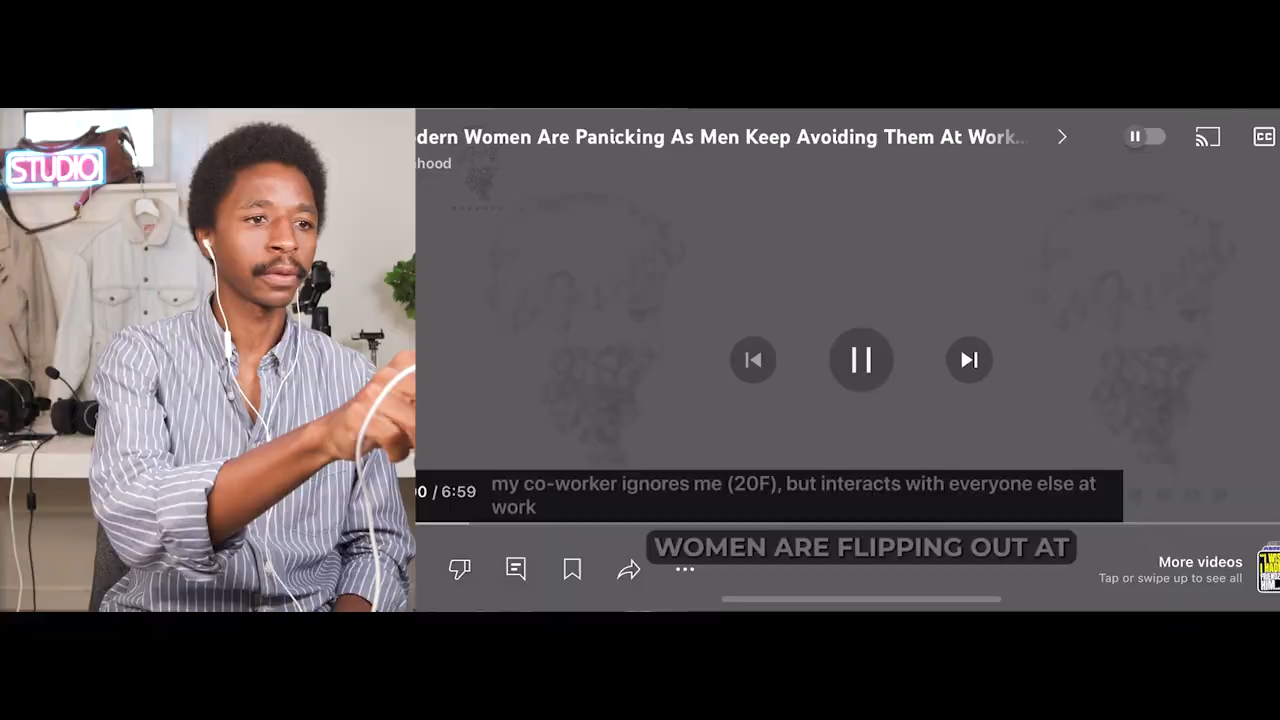 STUDIO
dern Women Are Panicking As Men Keep Avoiding Them At Work...
hood
0 / 6:59
my co-worker ignores me (20F), but interacts with everyone else at
work
WOMEN ARE FLIPPING OUT AT
More videos
Tap or swipe up to see all
CC
HIM